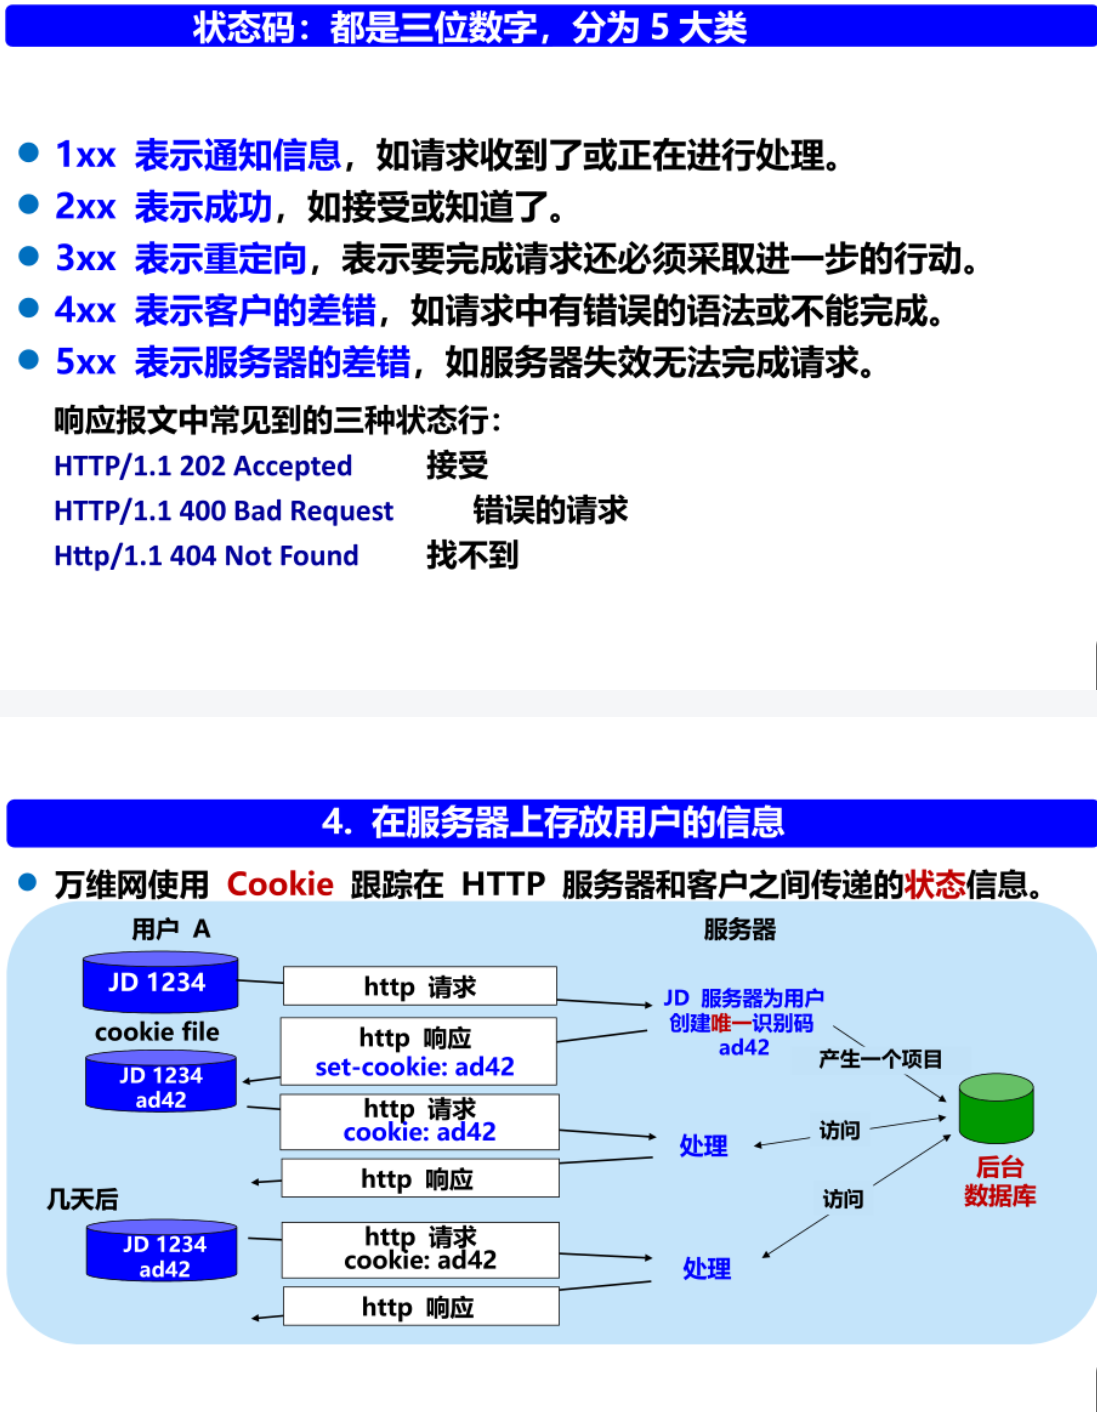 状态码：都是三位数字，分为 5 大类
1xx 表示通知信息，如请求收到了或正在进行处理。
2xx 表示成功，如接受或知道了。
3xx 表示重定向，表示要完成请求还必须采取进一步的行动。
4xx 表示客户的差错，如请求中有错误的语法或不能完成。
5xx 表示服务器的差错，如服务器失效无法完成请求。
响应报文中常见到的三种状态行：
HTTP/1.1 202 Accepted 接受
HTTP/1.1 400 Bad Request 错误的请求
Http/1.1 404 Not Found 找不到
4. 在服务器上存放用户的信息
万维网使用 Cookie 跟踪在 HTTP 服务器和客户之间传递的状态信息。
用户 A
服务器
JD 1234
http 请求
JD 服务器为用户
创建唯一识别码
ad42
cookie file
http 响应
set-cookie: ad42
产生一个项目
JD 1234
ad42
http 请求
cookie: ad42
处理
访问
后台
数据库
http 响应
几天后
访问
JD 1234
ad42
http 请求
cookie: ad42
处理
http 响应